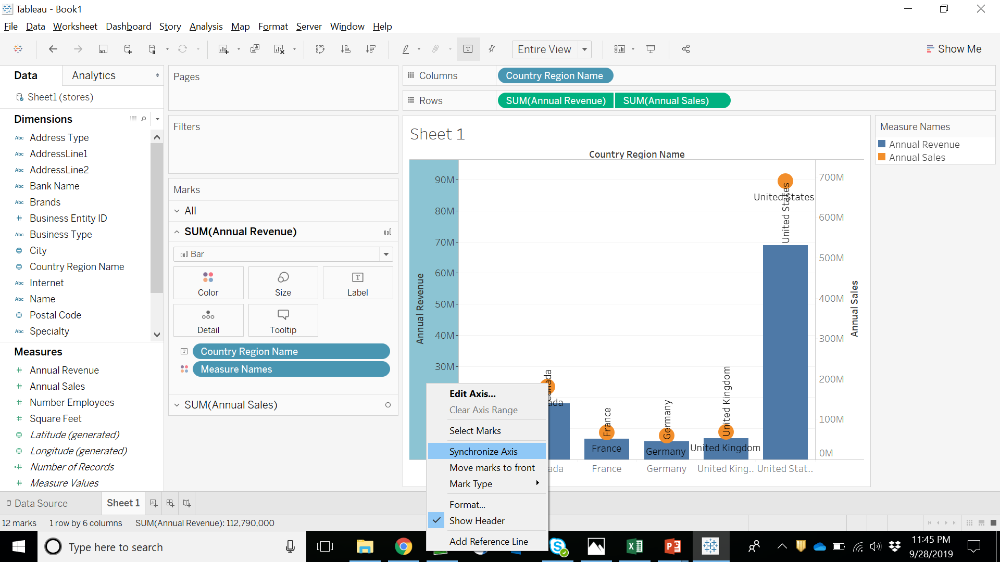 Tableau - Book1
File Data Worksheet Dashboard Story Analysis Map Format Server Window Help
Entire View
Show Me
Data
Analytics
Sheet1 (stores)
Dimensions
Abc Address Type
Abc AddressLine1
Abc AddressLine2
Abc Bank Name
Abc Brands
# Business Entity ID
Abc Business Type
City
Country Region Name
Abc Internet
Abc Name
Postal Code
Abc Specialty
Measures
# Annual Revenue
# Annual Sales
# Number Employees
# Square Feet
Latitude (generated)
Longitude (generated)
=# Number of Records
# Measure Values
Pages
Filters
Marks
All
SUM(Annual Revenue)
Bar
Color
Size
T
Label
Detail
Tooltip
T Country Region Name
Measure Names
SUM(Annual Sales)
Columns
Country Region Name
Rows
SUM(Annual Revenue)
SUM(Annual Sales)
Sheet 1
Country Region Name
90M
80M
70M
60M
50M
40M
30M
Annual Revenue
700M
600M
500M
400M
300M
200M
100M
0M
Annual Sales
United States
United States
United Kingdom
United Kingdom
Germany
Germany
France
France
nada
ada
ada
France
Germany
United King..
United Stat..
Measure Names
Annual Revenue
Annual Sales
Edit Axis...
Clear Axis Range
Select Marks
Synchronize Axis
Move marks to front
Mark Type
Format...
Show Header
Add Reference Line
Data Source
Sheet 1
12 marks
1 row by 6 columns
SUM(Annual Revenue): 112,790,000
Type here to search
11:45 PM
9/28/2019